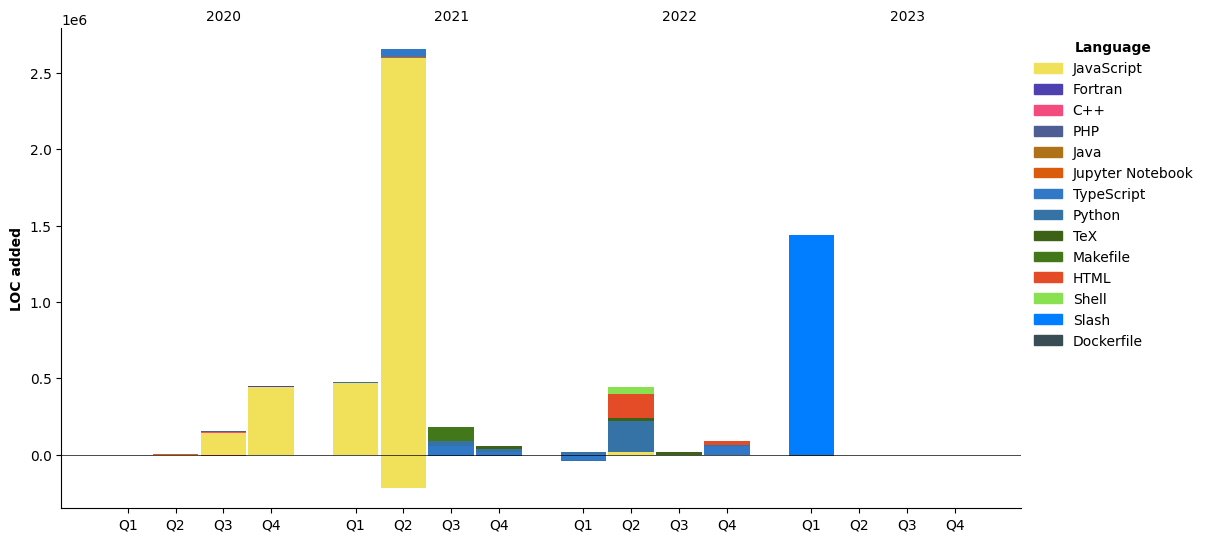 1e6
2020 2021 2022 2023
LOC added
2.5
2.0
1.5
1.0
0.5
0.0
Q1 Q2 Q3 Q4 Q1 Q2 Q3 Q4 Q1 Q2 Q3 Q4 Q1 Q2 Q3 Q4
Language
JavaScript
Fortran
C++
PHP
Java
Jupyter Notebook
TypeScript
Python
TeX
Makefile
HTML
Shell
Slash
Dockerfile